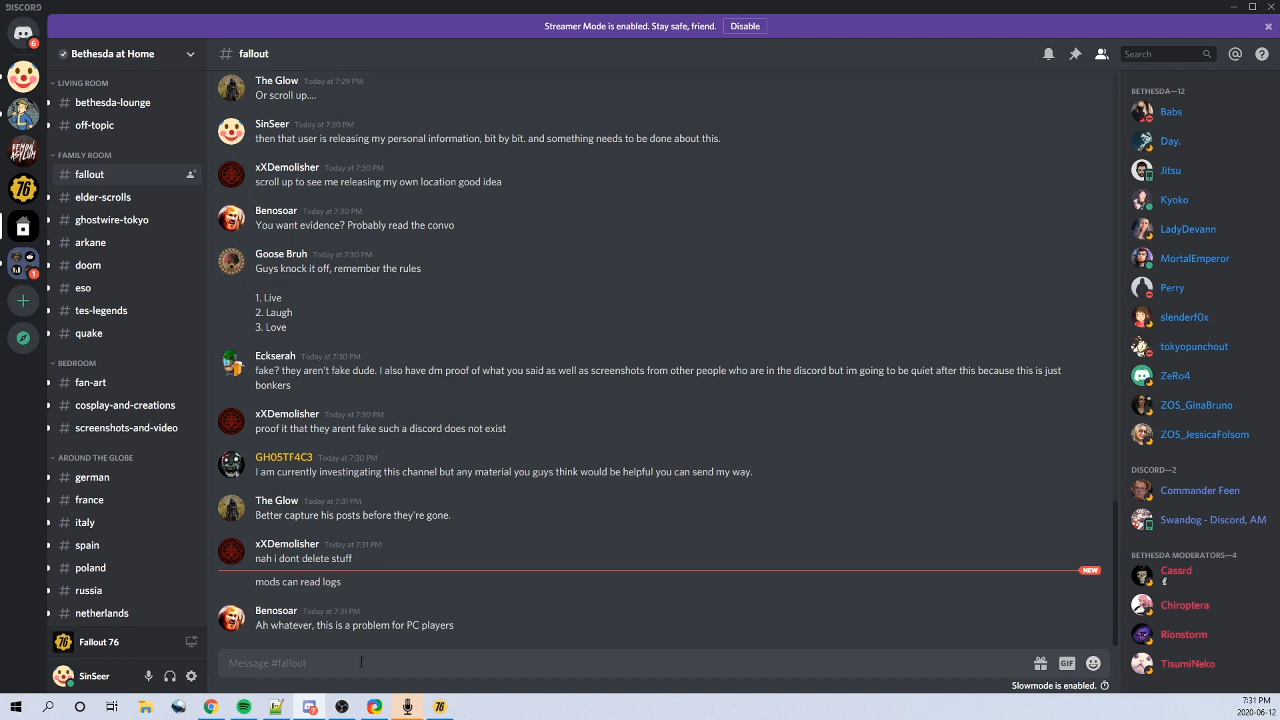 DISCORD
Streamer Mode is enabled. Stay safe, friend. Disable
6
Bethesda at Home
LIVING ROOM
# bethesda-lounge
# off-topic
FAMILY ROOM
# fallout
# elder-scrolls
# ghostwire-tokyo
# arkane
# doom
# eso
# tes-legends
# quake
BEDROOM
# fan-art
# cosplay-and-creations
# screenshots-and-video
AROUND THE GLOBE
# german
# france
# italy
# spain
# poland
# russia
# netherlands
76
1
76 Fallout 76
SinSeer
# fallout
Search
The Glow Today at 7:29 PM
Or scroll up....
SinSeer Today at 7:30 PM
then that user is releasing my personal information, bit by bit. and something needs to be done about this.
xXDemolisher Today at 7:30 PM
scroll up to see me releasing my own location good idea
Benosoar Today at 7:30 PM
You want evidence? Probably read the convo
Goose Bruh Today at 7:30 PM
Guys knock it off, remember the rules
1. Live
2. Laugh
3. Love
Eckserah Today at 7:30 PM
fake? they aren't fake dude. I also have dm proof of what you said as well as screenshots from other people who are in the discord but im going to be quiet after this because this is just
bonkers
xXDemolisher Today at 7:30 PM
proof it that they arent fake such a discord does not exist
GH05TF4C3 Today at 7:30 PM
I am currently investingating this channel but any material you guys think would be helpful you can send my way.
The Glow Today at 7:31 PM
Better capture his posts before they're gone.
xXDemolisher Today at 7:31 PM
nah i dont delete stuff
NEW
mods can read logs
Benosoar Today at 7:31 PM
Ah whatever, this is a problem for PC players
Message #fallout
GIF
Slowmode is enabled.
BETHESDA—12
Babs
Day.
Jitsu
Kyoko
LadyDevann
MortalEmperor
Perry
slenderf0x
tokyopunchout
ZeRo4
ZOS_GinaBruno
ZOS_JessicaFolsom
DISCORD—2
Commander Feen
Swandog - Discord, AM
BETHESDA MODERATORS—4
Cassrd
Chiroptera
Rionstorm
TisumiNeko
7
76
7:31 PM
2020-06-12